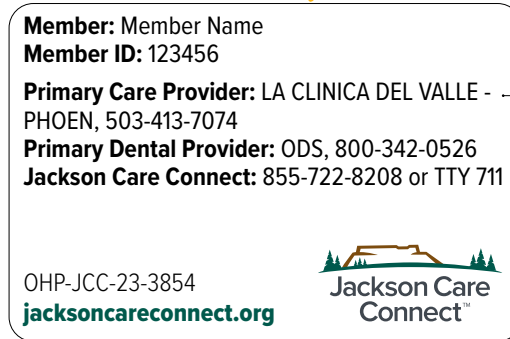 Member: Member Name
Member ID: 123456
Primary Care Provider: LA CLINICA DEL VALLE -
PHOEN, 503-413-7074
Primary Dental Provider: ODS, 800-342-0526
Jackson Care Connect: 855-722-8208 or TTY 711
OHP-JCC-23-3854
jacksoncareconnect.org
Jackson Care
Connect™